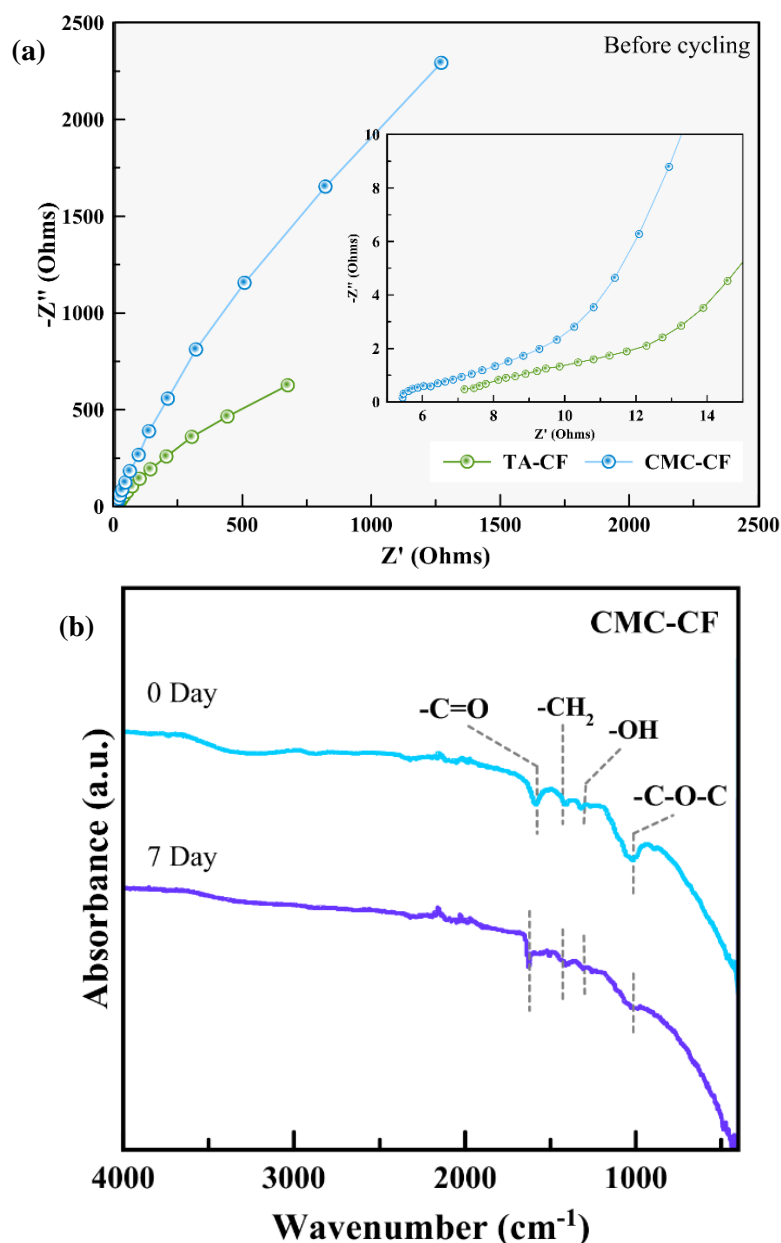 (a)
Before cycling
2500
2000
1500
1000
500
0
-Z" (Ohms)
0 500 1000 1500 2000 2500
Z' (Ohms)
10
8
6
4
2
0
-Z" (Ohms)
6 8 10 12 14
Z' (Ohms)
TA-CF CMC-CF
(b)
CMC-CF
0 Day
-C=O
-CH₂
-OH
-C-O-C
7 Day
Absorbance (a.u.)
4000 3000 2000 1000
Wavenumber (cm⁻¹)